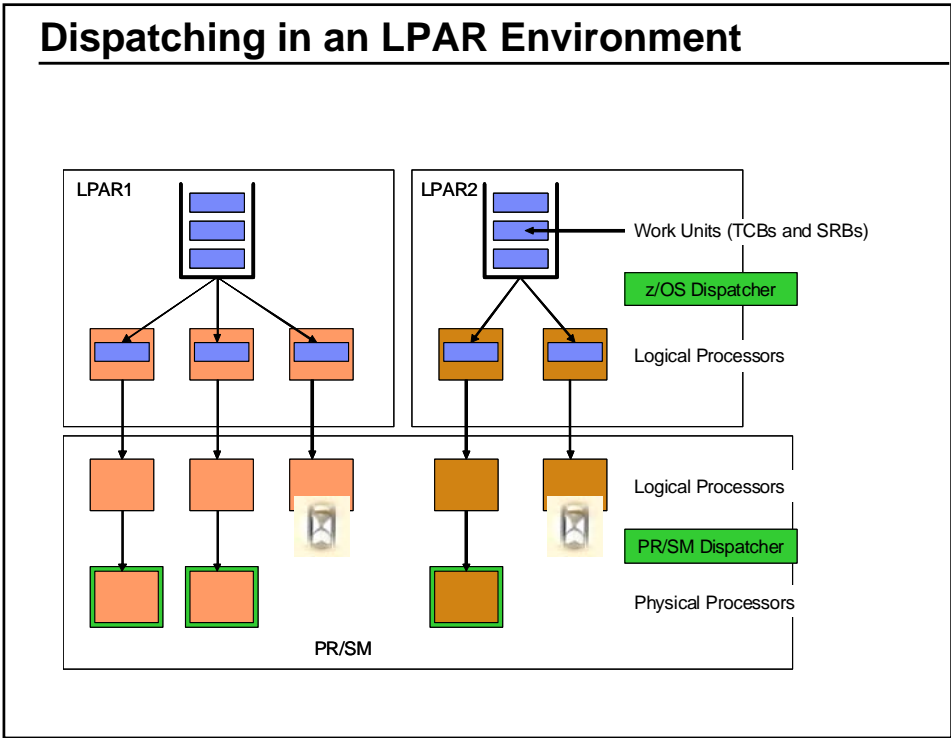 Dispatching in an LPAR Environment
LPAR1
LPAR2
Work Units (TCBs and SRBs)
z/OS Dispatcher
Logical Processors
Logical Processors
PR/SM Dispatcher
Physical Processors
PR/SM